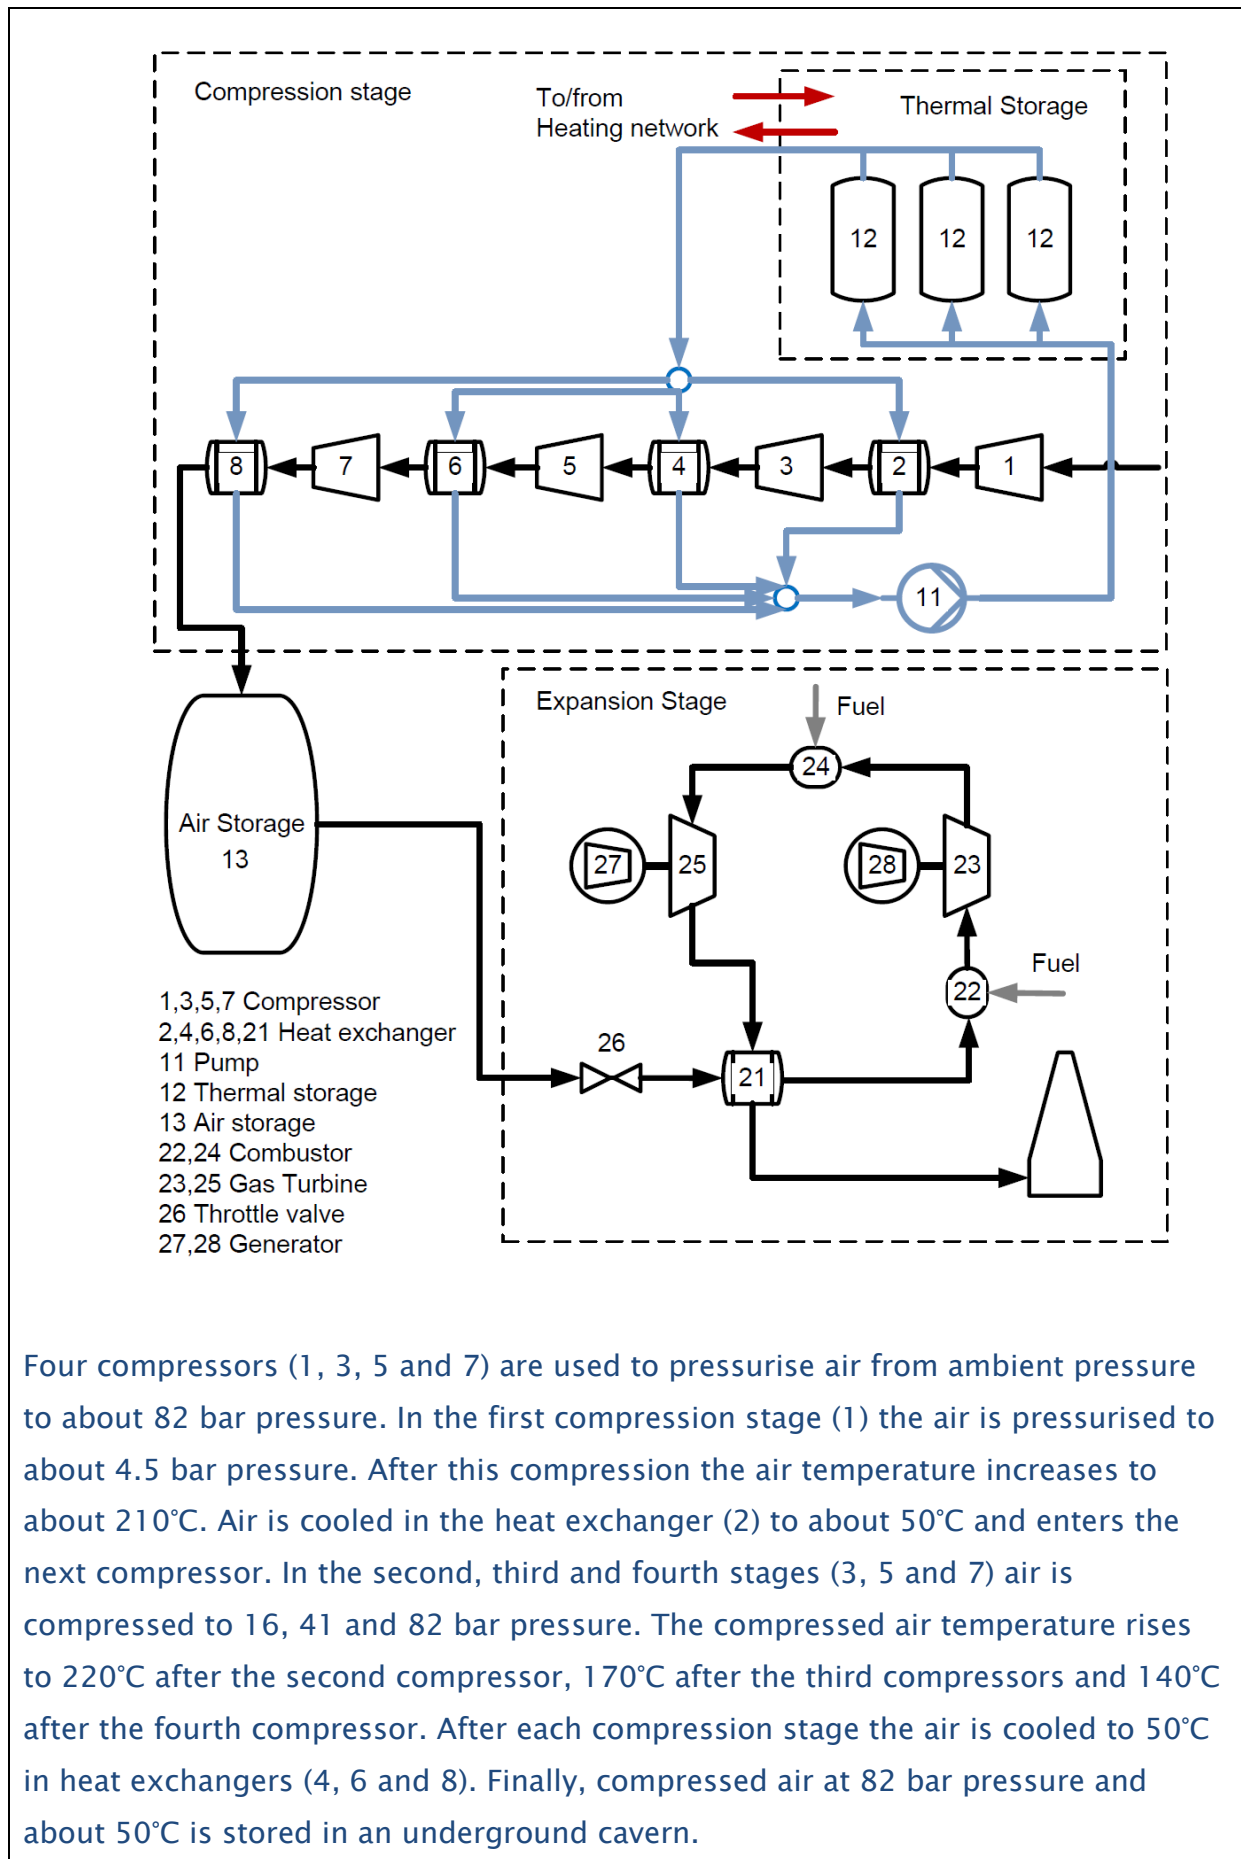 Compression stage
To/from
Heating network
Thermal Storage
12
12
12
8
7
6
5
4
3
2
1
11
Expansion Stage
Fuel
24
Air Storage
13
27
25
28
23
Fuel
22
26
21
1,3,5,7 Compressor
2,4,6,8,21 Heat exchanger
11 Pump
12 Thermal storage
13 Air storage
22,24 Combustor
23,25 Gas Turbine
26 Throttle valve
27,28 Generator
Four compressors (1, 3, 5 and 7) are used to pressurise air from ambient pressure
to about 82 bar pressure. In the first compression stage (1) the air is pressurised to
about 4.5 bar pressure. After this compression the air temperature increases to
about 210°C. Air is cooled in the heat exchanger (2) to about 50°C and enters the
next compressor. In the second, third and fourth stages (3, 5 and 7) air is
compressed to 16, 41 and 82 bar pressure. The compressed air temperature rises
to 220°C after the second compressor, 170°C after the third compressors and 140°C
after the fourth compressor. After each compression stage the air is cooled to 50°C
in heat exchangers (4, 6 and 8). Finally, compressed air at 82 bar pressure and
about 50°C is stored in an underground cavern.